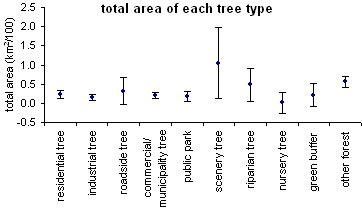 total area of each tree type
total area (km²/100)
2.5
2.0
1.5
1.0
0.5
0.0
-0.5
residential tree
industrial tree
roadside tree
commercial/
municipality tree
public park
scenery tree
riparian tree
nursery tree
green buffer
other forest